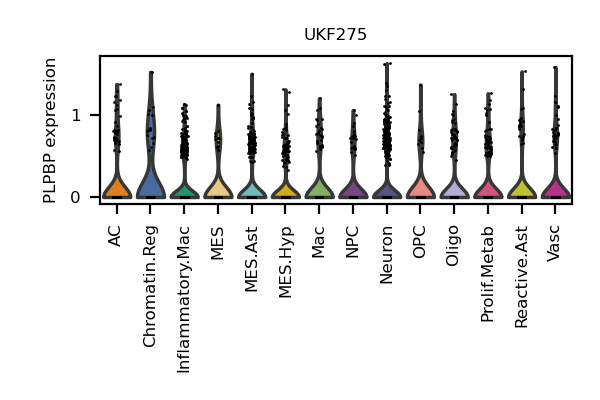 UKF275
PLPBP expression
1
0
AC
Chromatin.Reg
Inflammatory.Mac
MES
MES.Ast
MES.Hyp
Mac
NPC
Neuron
OPC
Oligo
Prolif.Metab
Reactive.Ast
Vasc